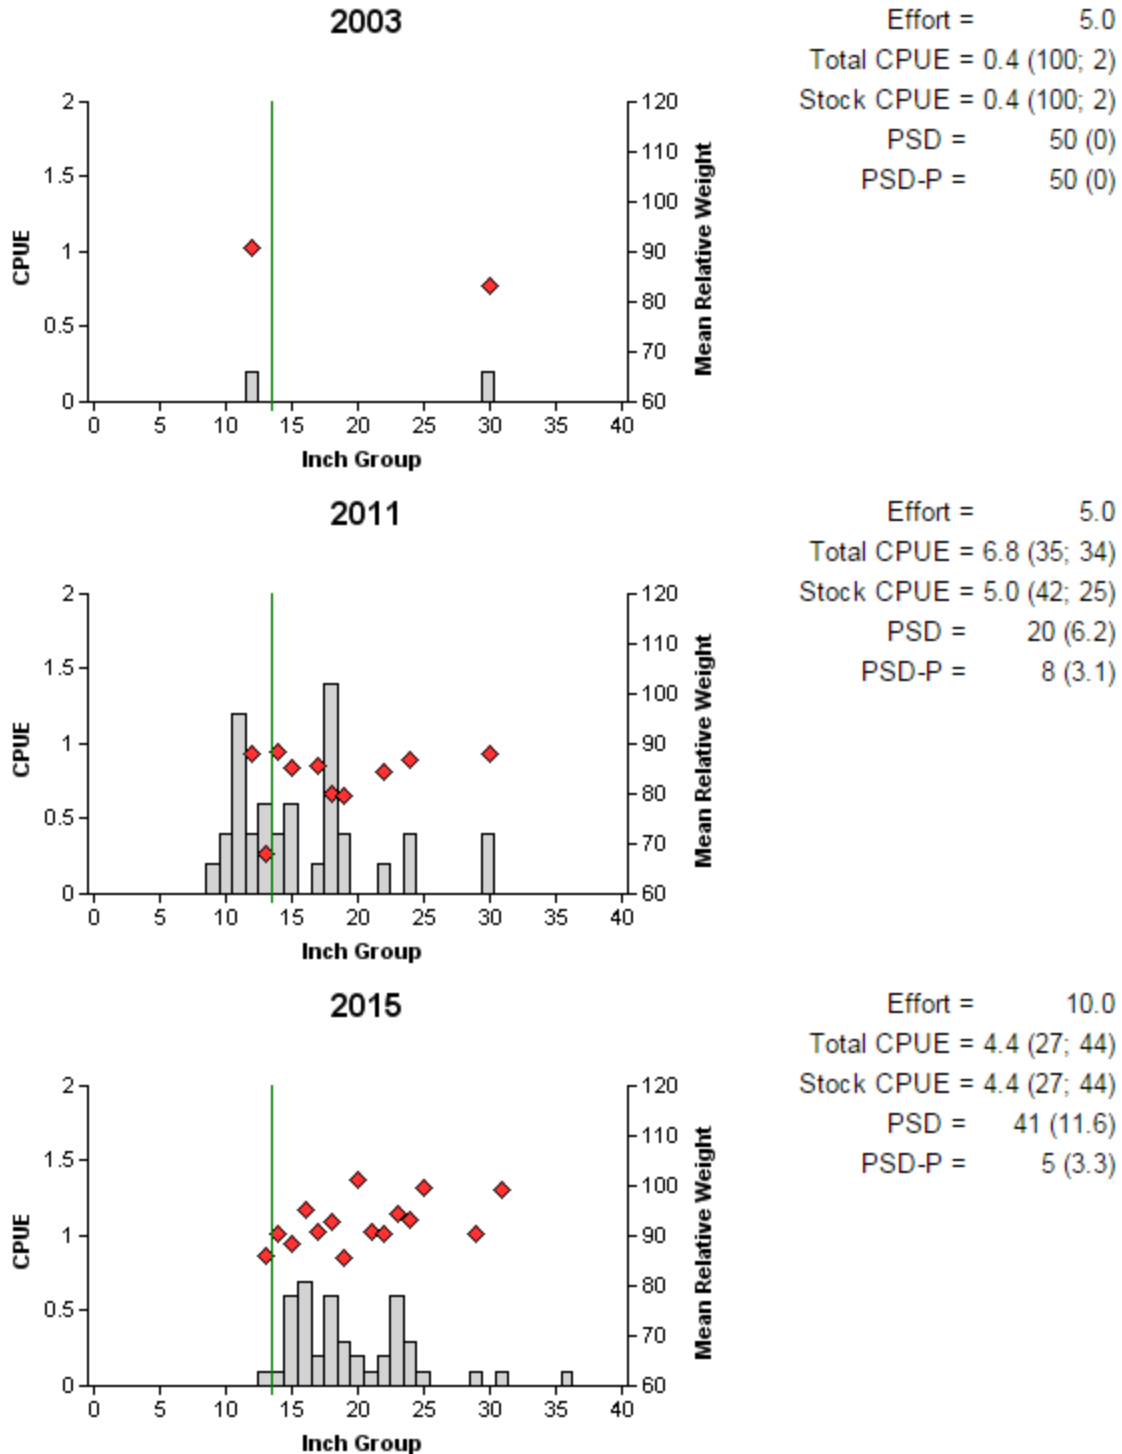 2003
Effort = 5.0
Total CPUE = 0.4 (100; 2)
Stock CPUE = 0.4 (100; 2)
PSD = 50 (0)
PSD-P = 50 (0)
2
1.5
1
0.5
0
CPUE
120
110
100
90
80
70
60
Mean Relative Weight
0 5 10 15 20 25 30 35 40
Inch Group
2011
Effort = 5.0
Total CPUE = 6.8 (35; 34)
Stock CPUE = 5.0 (42; 25)
PSD = 20 (6.2)
PSD-P = 8 (3.1)
2
1.5
1
0.5
0
CPUE
120
110
100
90
80
70
60
Mean Relative Weight
0 5 10 15 20 25 30 35 40
Inch Group
2015
Effort = 10.0
Total CPUE = 4.4 (27; 44)
Stock CPUE = 4.4 (27; 44)
PSD = 41 (11.6)
PSD-P = 5 (3.3)
2
1.5
1
0.5
0
CPUE
120
110
100
90
80
70
60
Mean Relative Weight
0 5 10 15 20 25 30 35 40
Inch Group